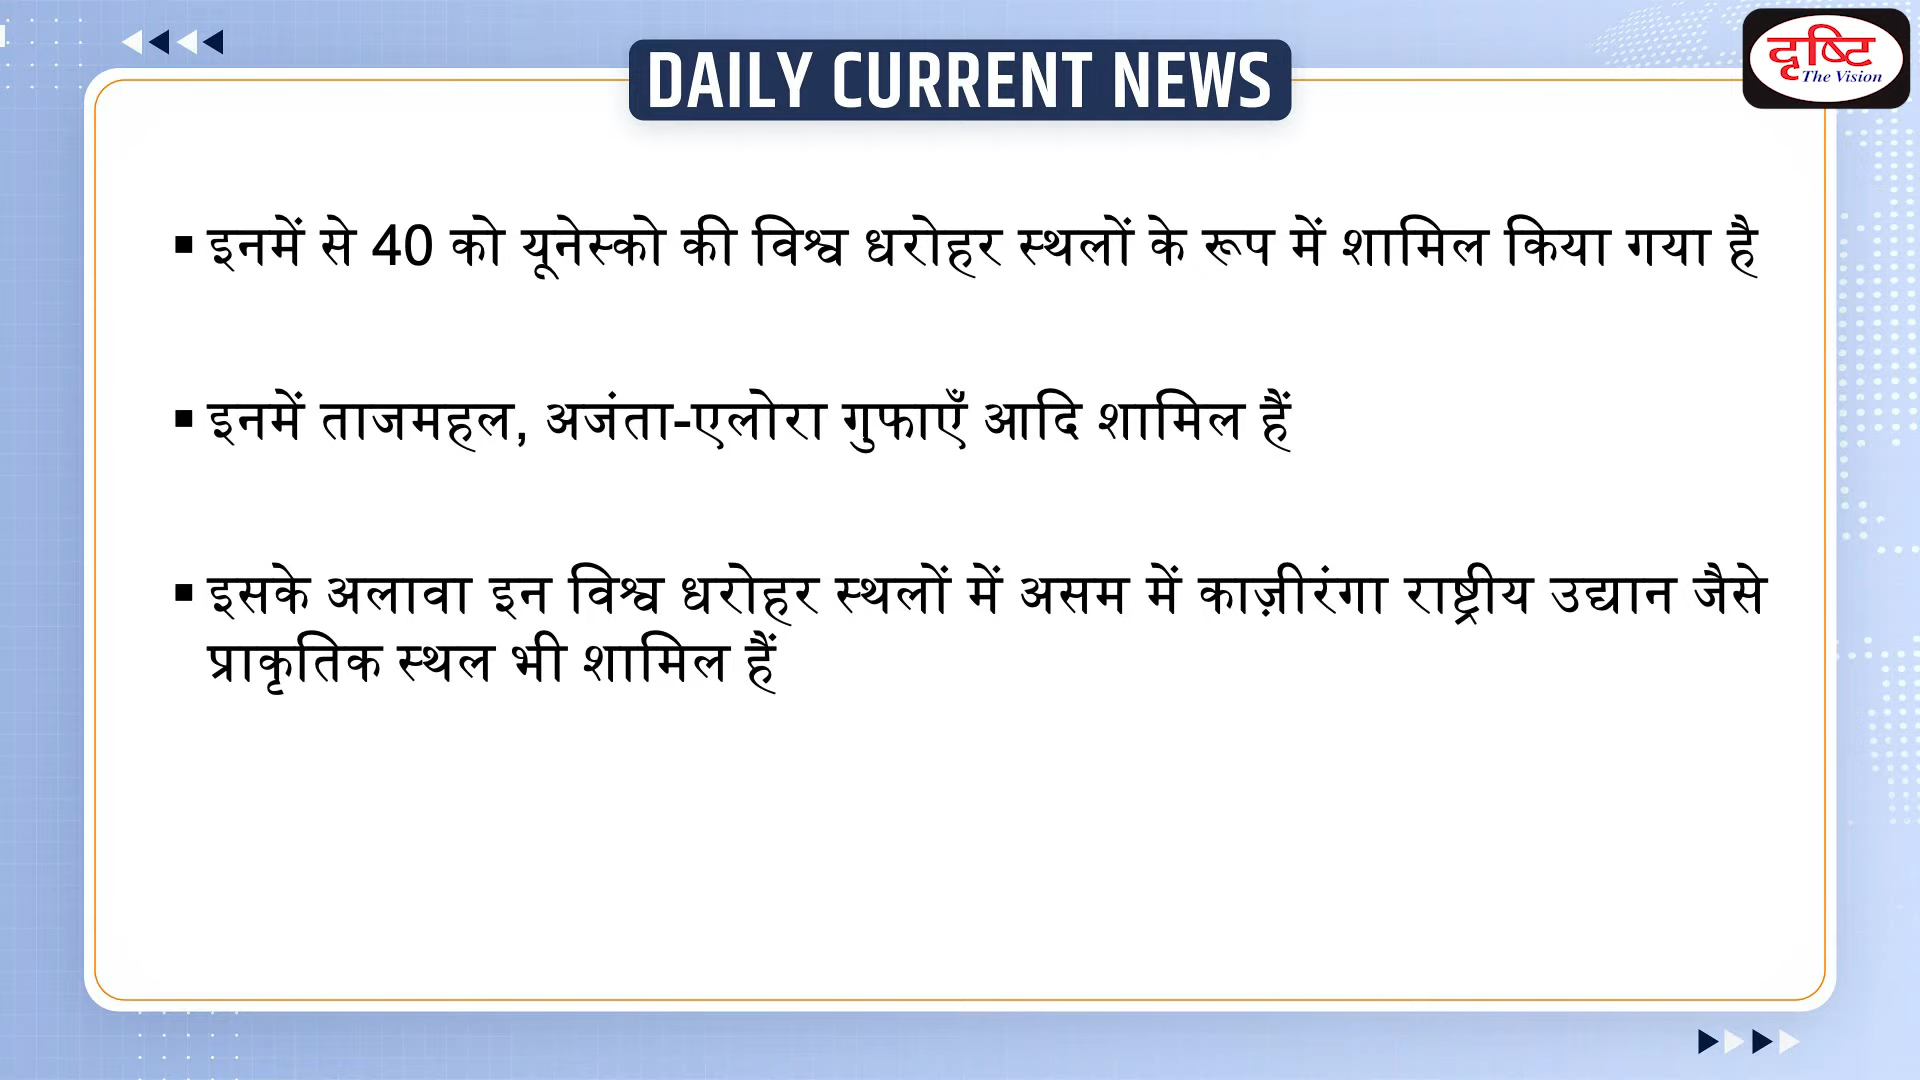 DAILY CURRENT NEWS
दृष्टि
The Vision
▪ इनमें से 40 को यूनेस्को की विश्व धरोहर स्थलों के रूप में शामिल किया गया है
▪ इनमें ताजमहल, अजंता-एलोरा गुफाएँ आदि शामिल हैं
▪ इसके अलावा इन विश्व धरोहर स्थलों में असम में काज़ीरंगा राष्ट्रीय उद्यान जैसे
प्राकृतिक स्थल भी शामिल हैं